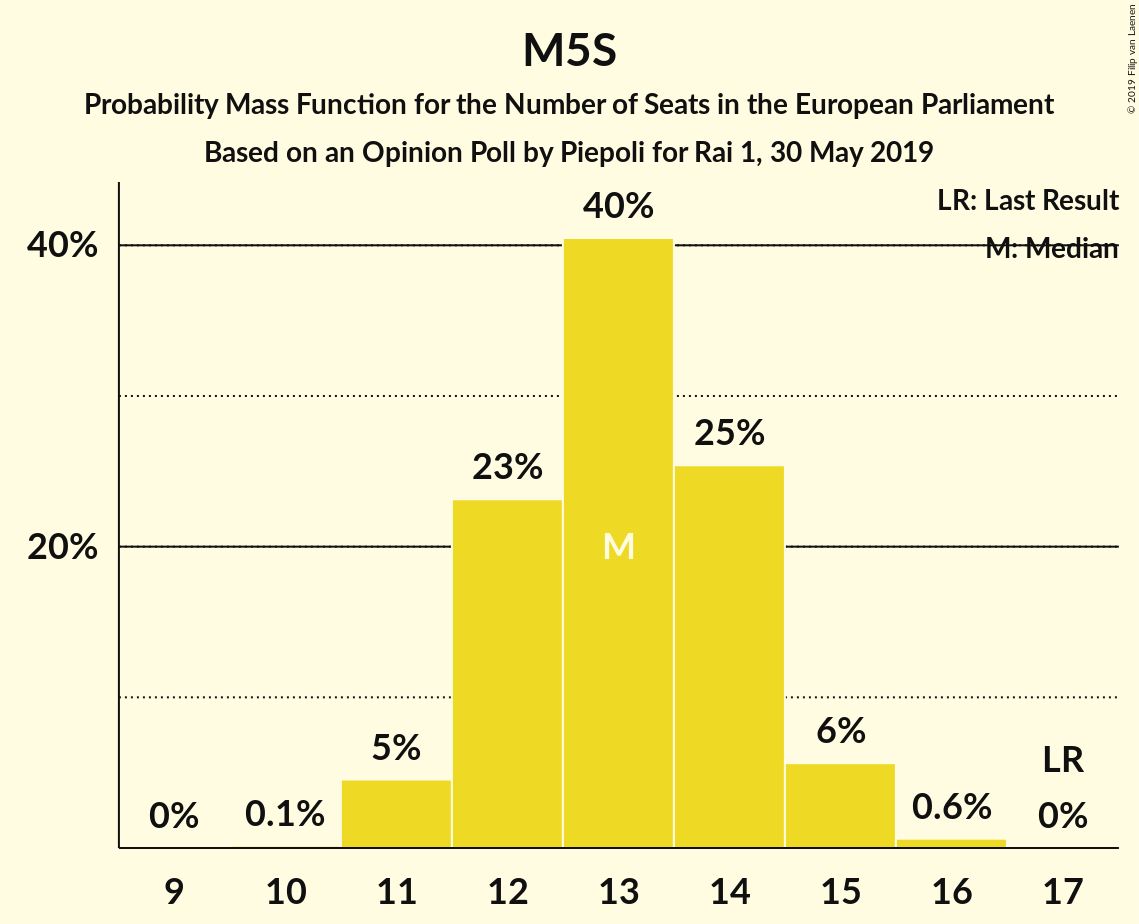 M5S
Probability Mass Function for the Number of Seats in the European Parliament
Based on an Opinion Poll by Piepoli for Rai 1, 30 May 2019
© 2019 Filip van Laenen
LR: Last Result
M: Median
40%
20%
0%
0.1%
5%
23%
40%
M
25%
6%
0.6%
LR
0%
9 10 11 12 13 14 15 16 17